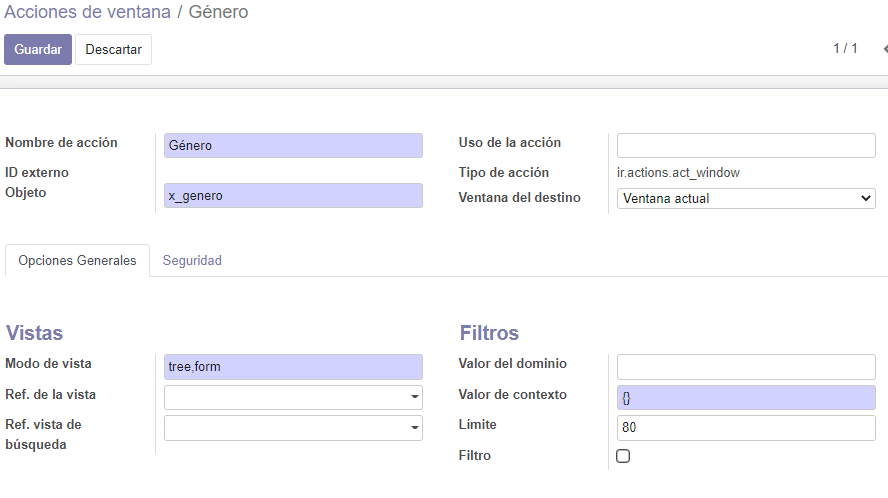 Acciones de ventana / Género
Guardar Descartar 1 / 1
Nombre de acción Género Uso de la acción
ID externo Tipo de acción ir.actions.act_window
Objeto x_genero Ventana del destino Ventana actual
Opciones Generales Seguridad
Vistas Filtros
Modo de vista tree,form Valor del dominio
Ref. de la vista Valor de contexto {}
Ref. vista de búsqueda Límite 80
Filtro